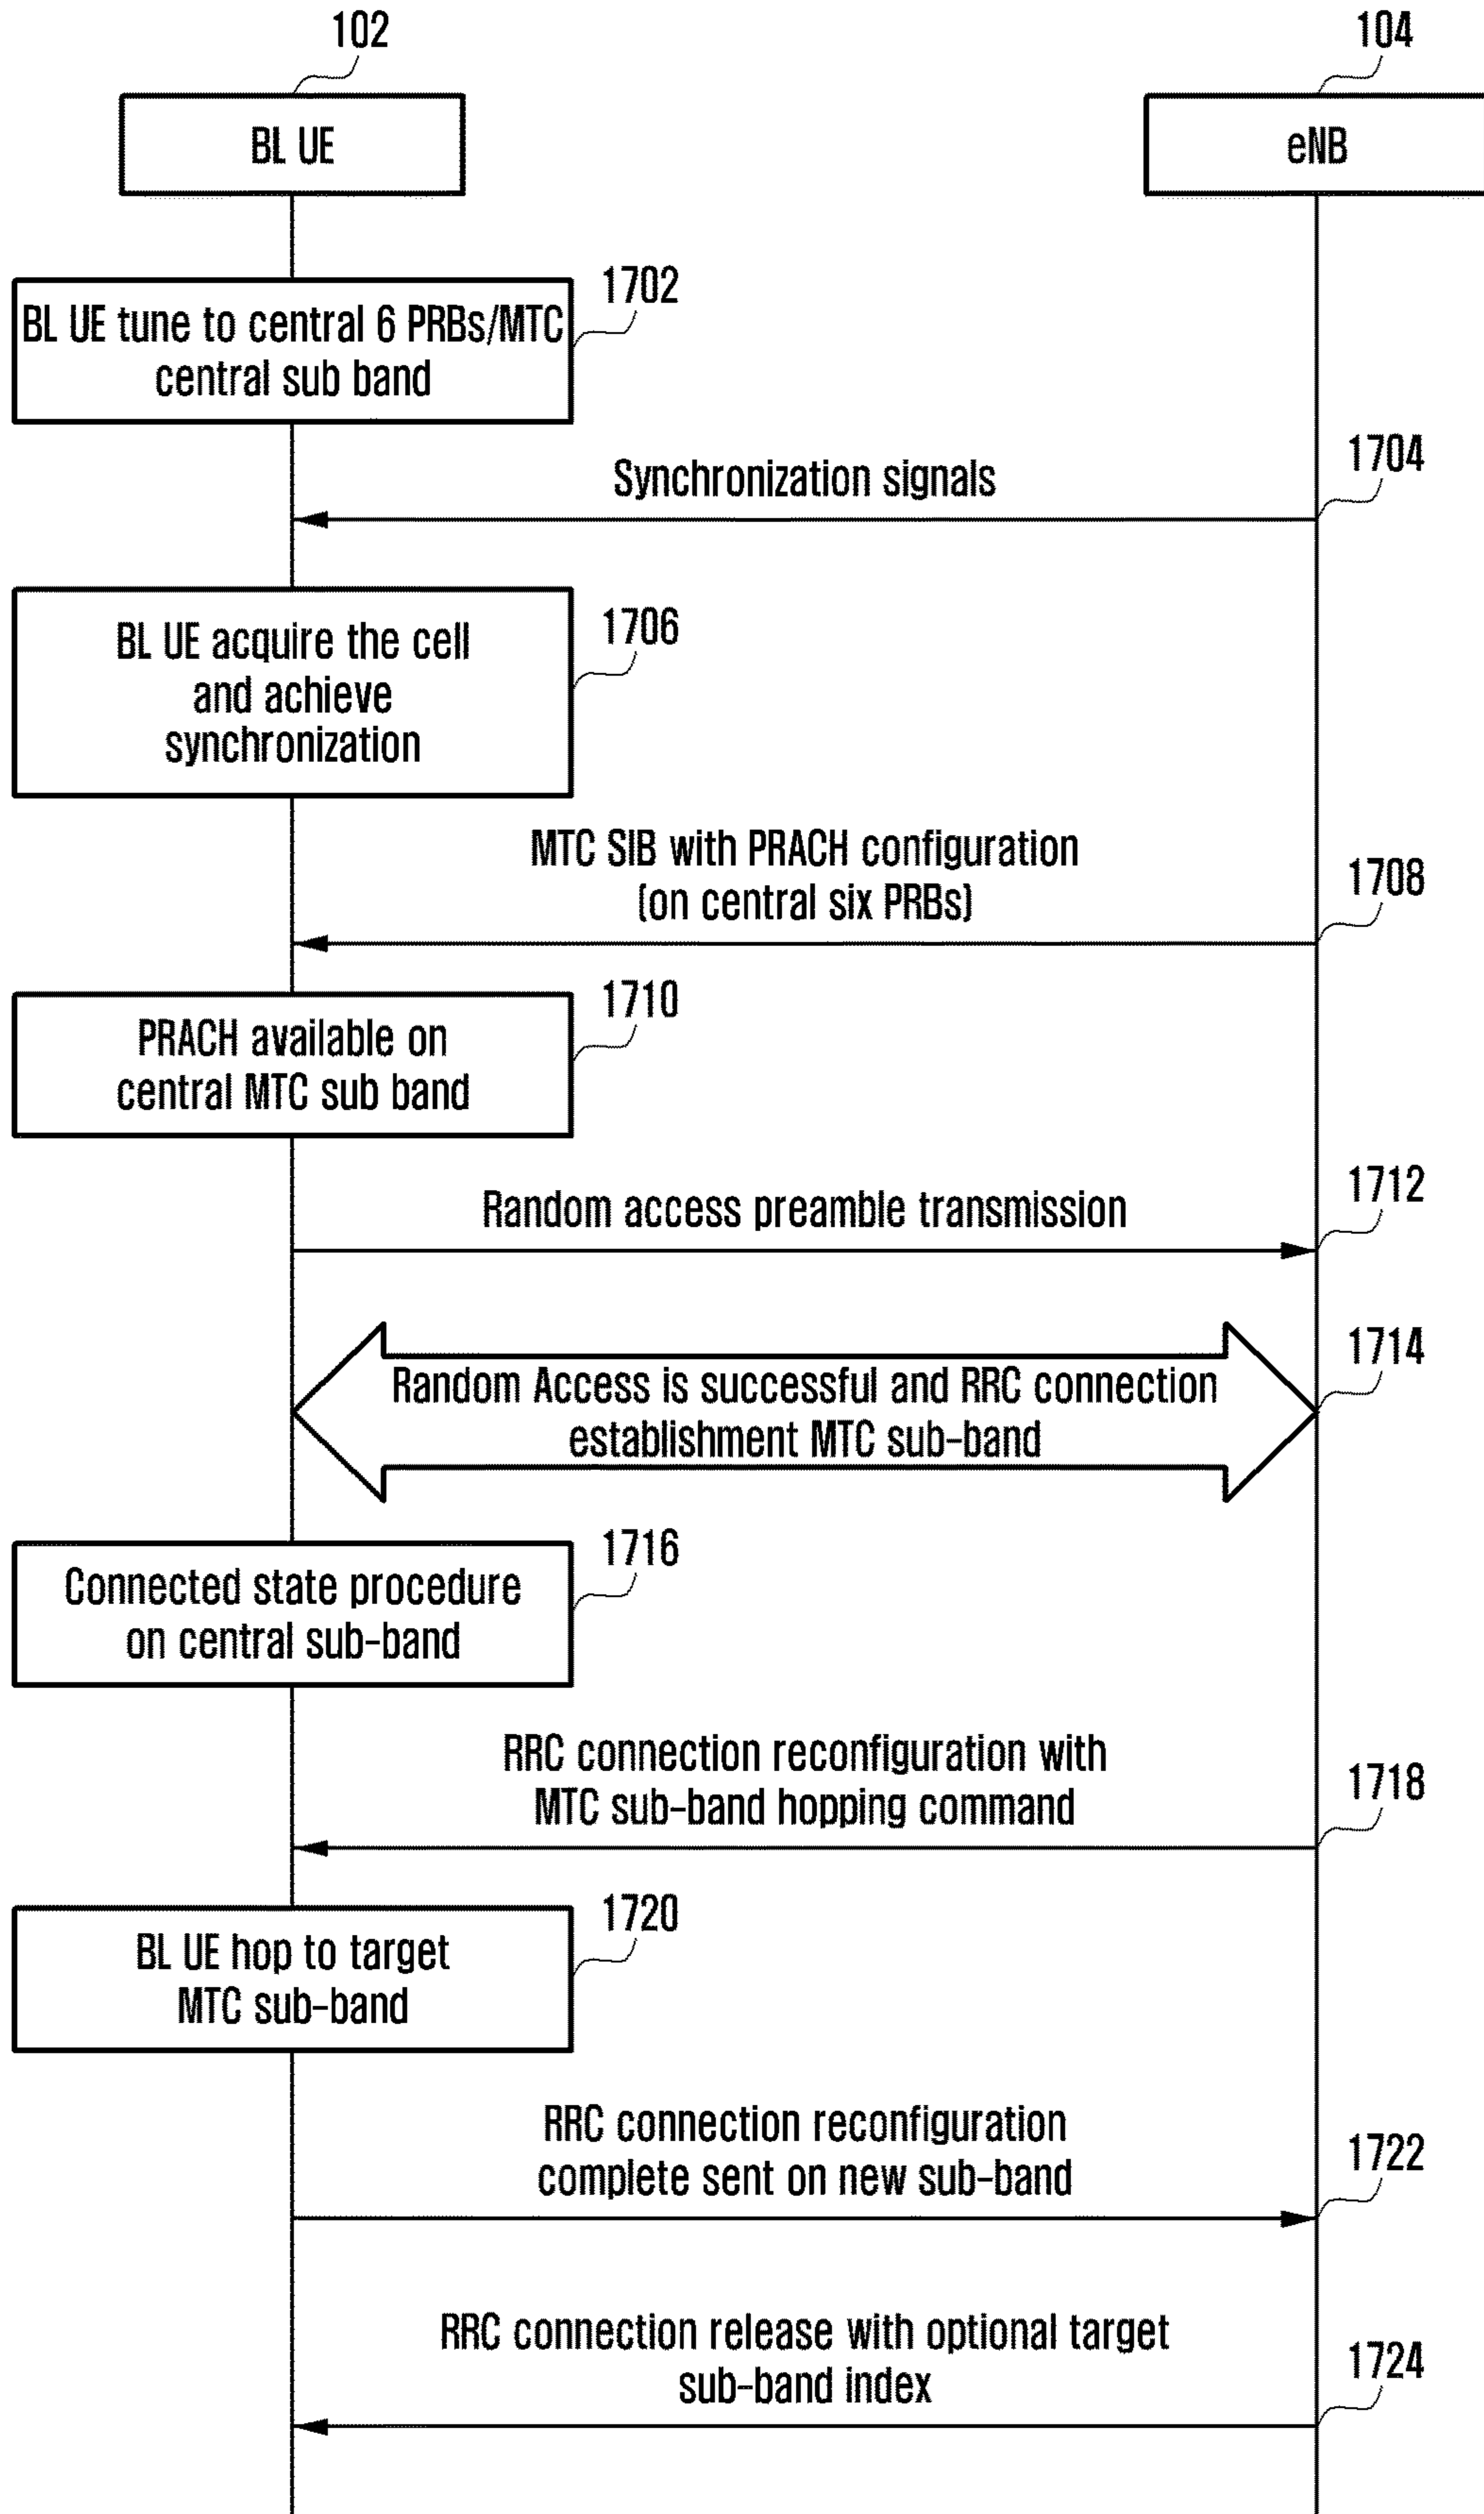 102
104
BL UE
eNB
1702
BL UE tune to central 6 PRBs/MTC
central sub band
1704
Synchronization signals
1706
BL UE acquire the cell
and achieve
synchronization
MTC SIB with PRACH configuration
(on central six PRBs)
1708
1710
PRACH available on
central MTC sub band
1712
Random access preamble transmission
1714
Random Access is successful and RRC connection
establishment MTC sub-band
1716
Connected state procedure
on central sub-band
RRC connection reconfiguration with
MTC sub-band hopping command
1718
1720
BL UE hop to target
MTC sub-band
RRC connection reconfiguration
complete sent on new sub-band
1722
RRC connection release with optional target
sub-band index
1724